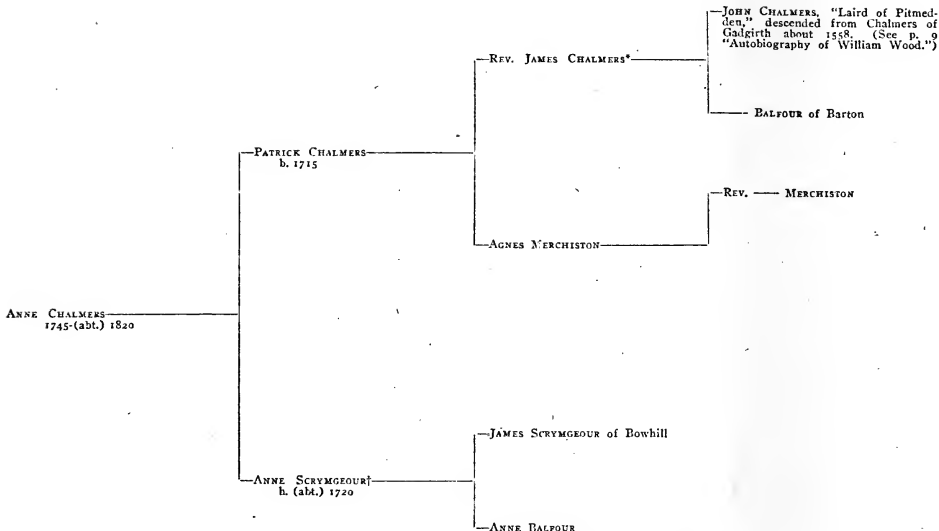 JOHN CHALMERS, "Laird of Pitmed-
den," descended from Chalmers of
Gadgirth about 1558. (See p. 9
"Autobiography of William Wood.")
REV. JAMES CHALMERS*
—— BALFOUR of Barton
PATRICK CHALMERS
b. 1715
REV. —— MERCHISTON
AGNES MERCHISTON
ANNE CHALMERS
1745-(abt.) 1820
JAMES SCRYMGEOUR of Bowhill
ANNE SCRYMGEOUR†
h. (abt.) 1720
ANNE BALFOUR